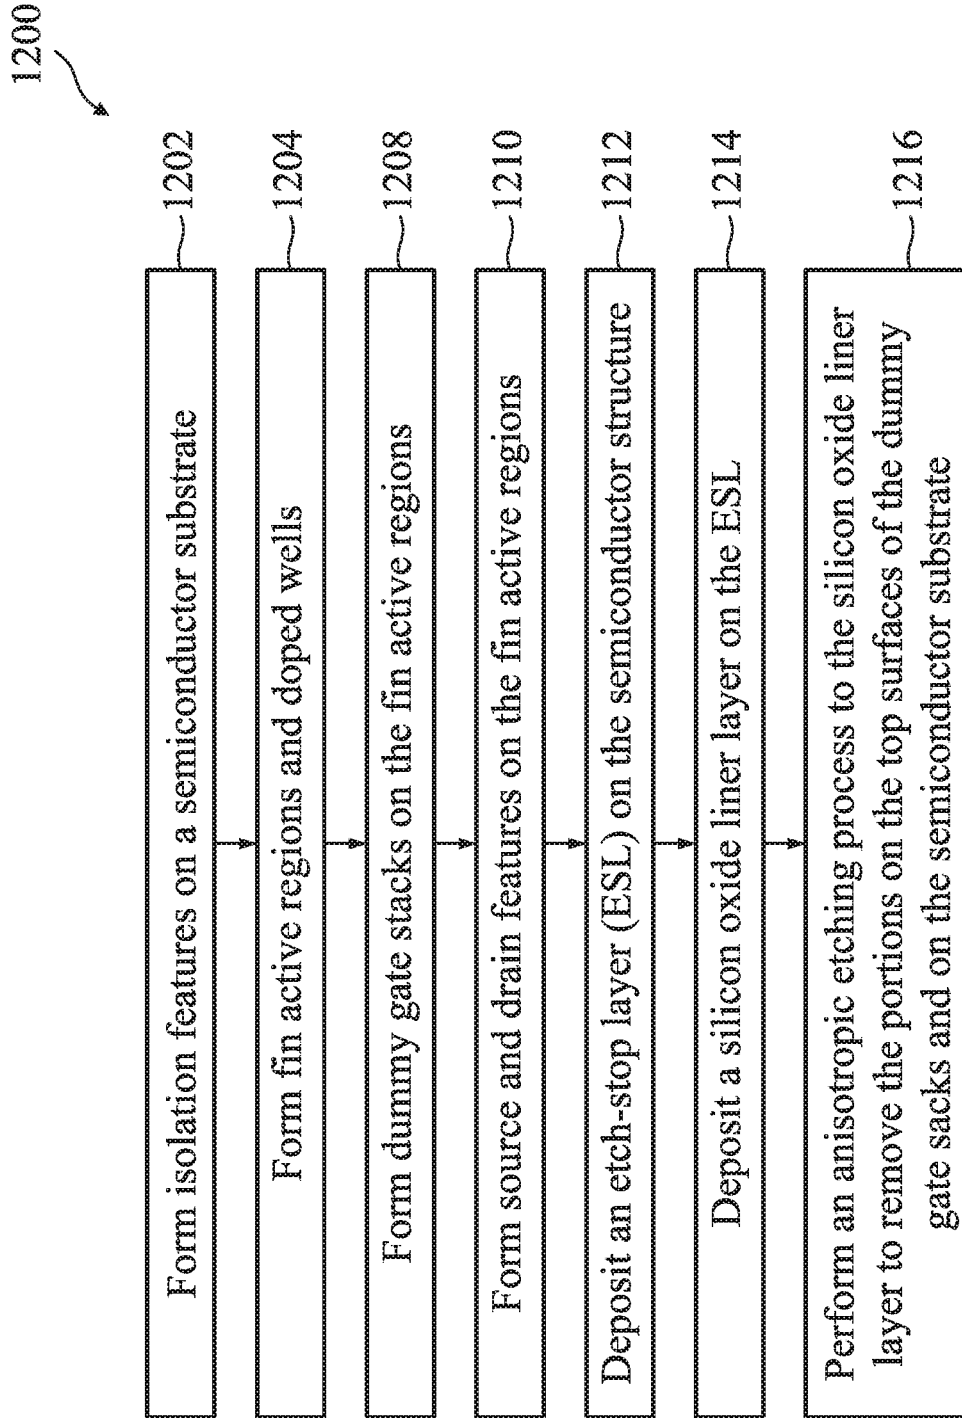 1200
Form isolation features on a semiconductor substrate
1202
Form fin active regions and doped wells
1204
Form dummy gate stacks on the fin active regions
1208
Form source and drain features on the fin active regions
1210
Deposit an etch-stop layer (ESL) on the semiconductor structure
1212
Deposit a silicon oxide liner layer on the ESL
1214
Perform an anisotropic etching process to the silicon oxide liner
layer to remove the portions on the top surfaces of the dummy
gate sacks and on the semiconductor substrate
1216